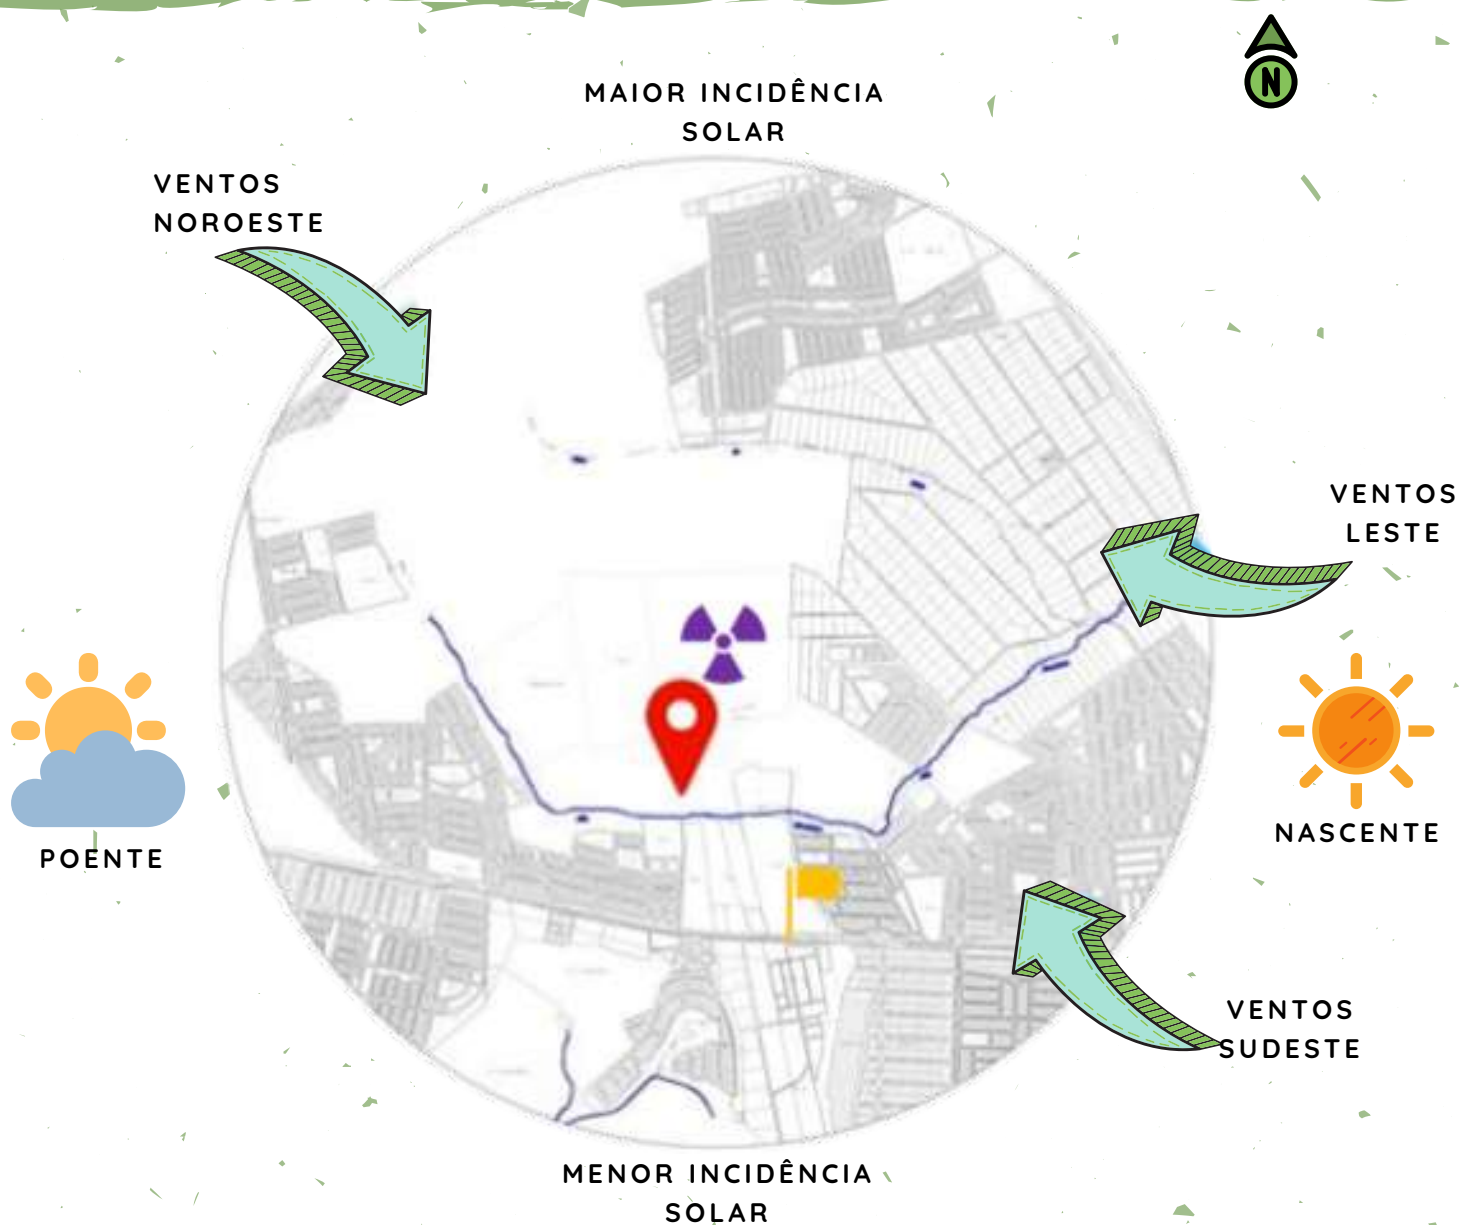 N
MAIOR INCIDÊNCIA
SOLAR
VENTOS
NOROESTE
VENTOS
LESTE
POENTE
NASCENTE
VENTOS
SUDESTE
MENOR INCIDÊNCIA
SOLAR